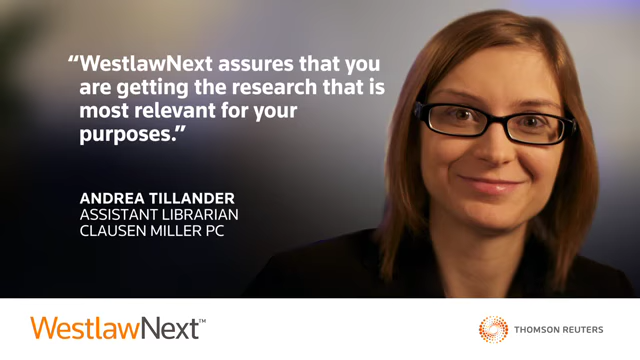 “WestlawNext assures that you
are getting the research that is
most relevant for your
purposes.”
ANDREA TILLANDER
ASSISTANT LIBRARIAN
CLAUSEN MILLER PC
WestlawNext™
THOMSON REUTERS